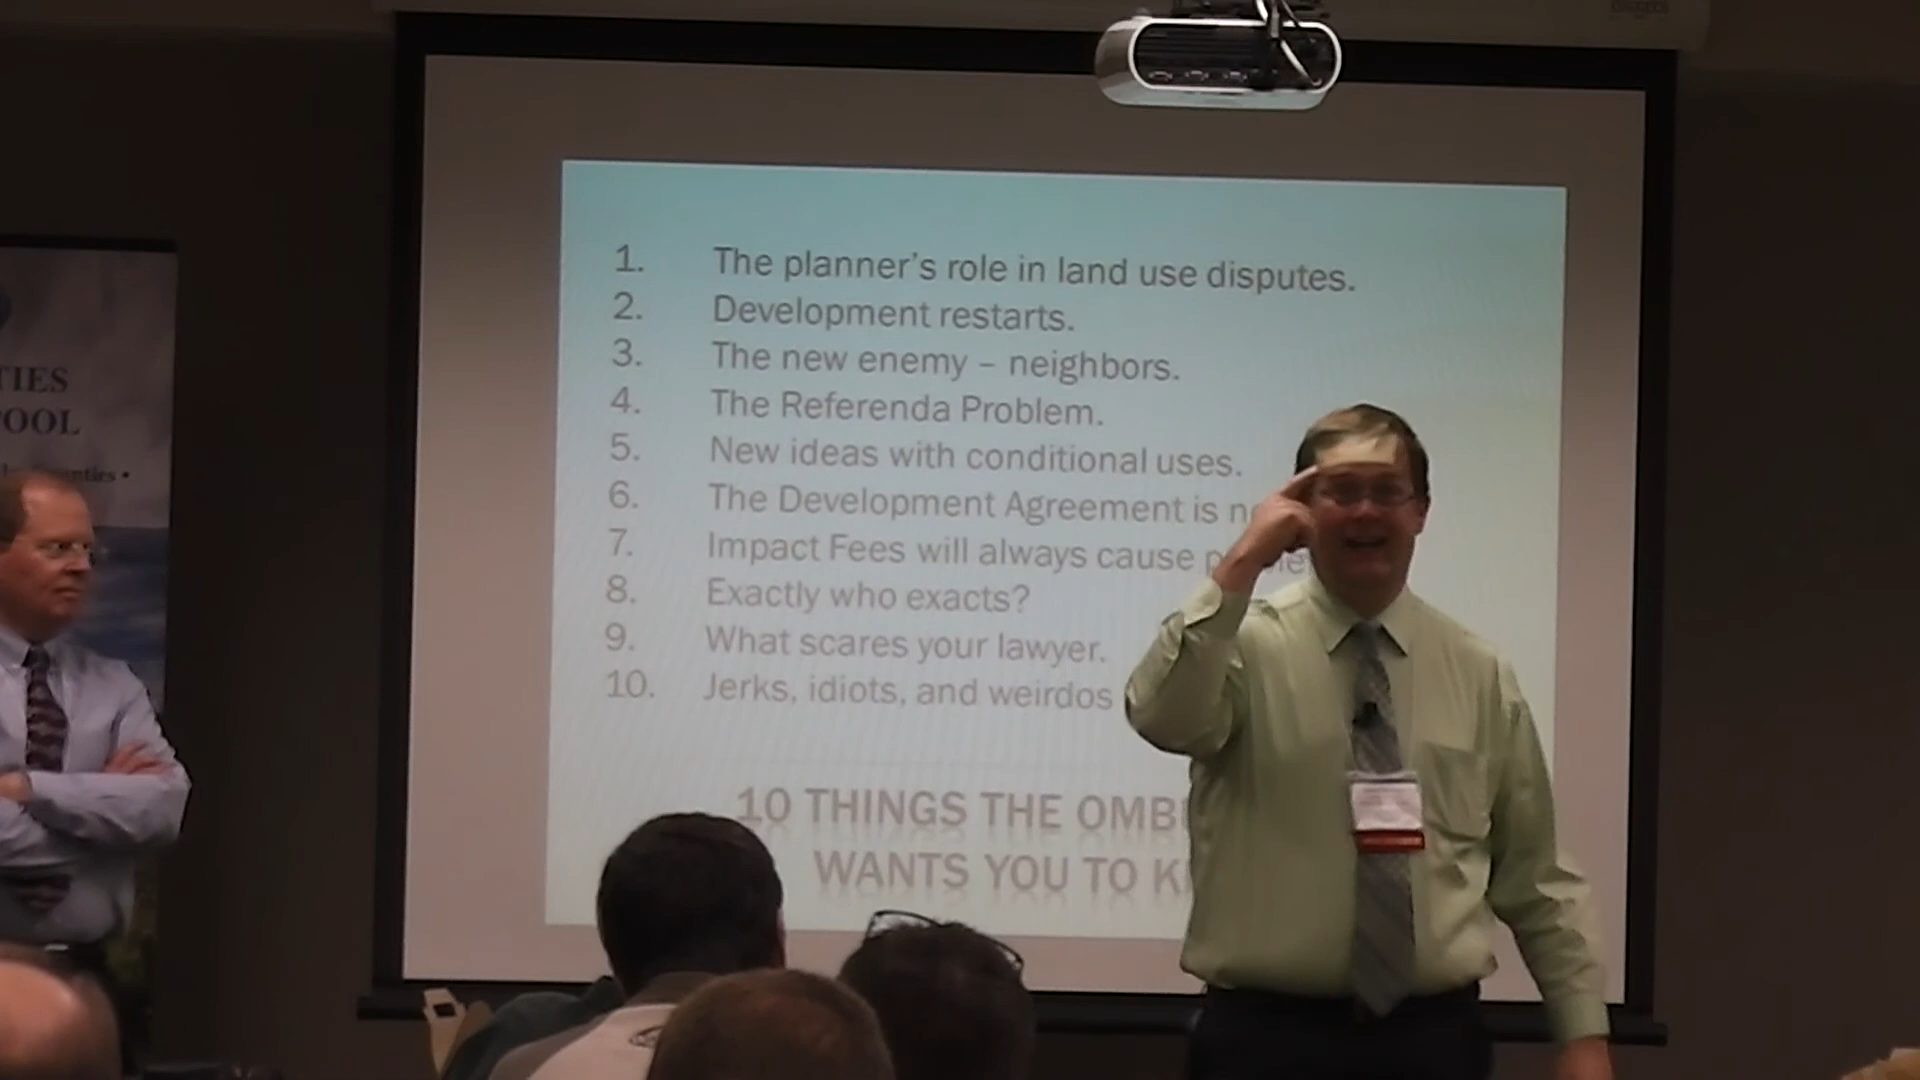 TIES
OOL
1. The planner's role in land use disputes.
2. Development restarts.
3. The new enemy – neighbors.
4. The Referenda Problem.
5. New ideas with conditional uses.
6. The Development Agreement is
7. Impact Fees will always cause
8. Exactly who exacts?
9. What scares your lawyer.
10. Jerks, idiots, and weirdos
10 THINGS THE OMB
WANTS YOU TO K